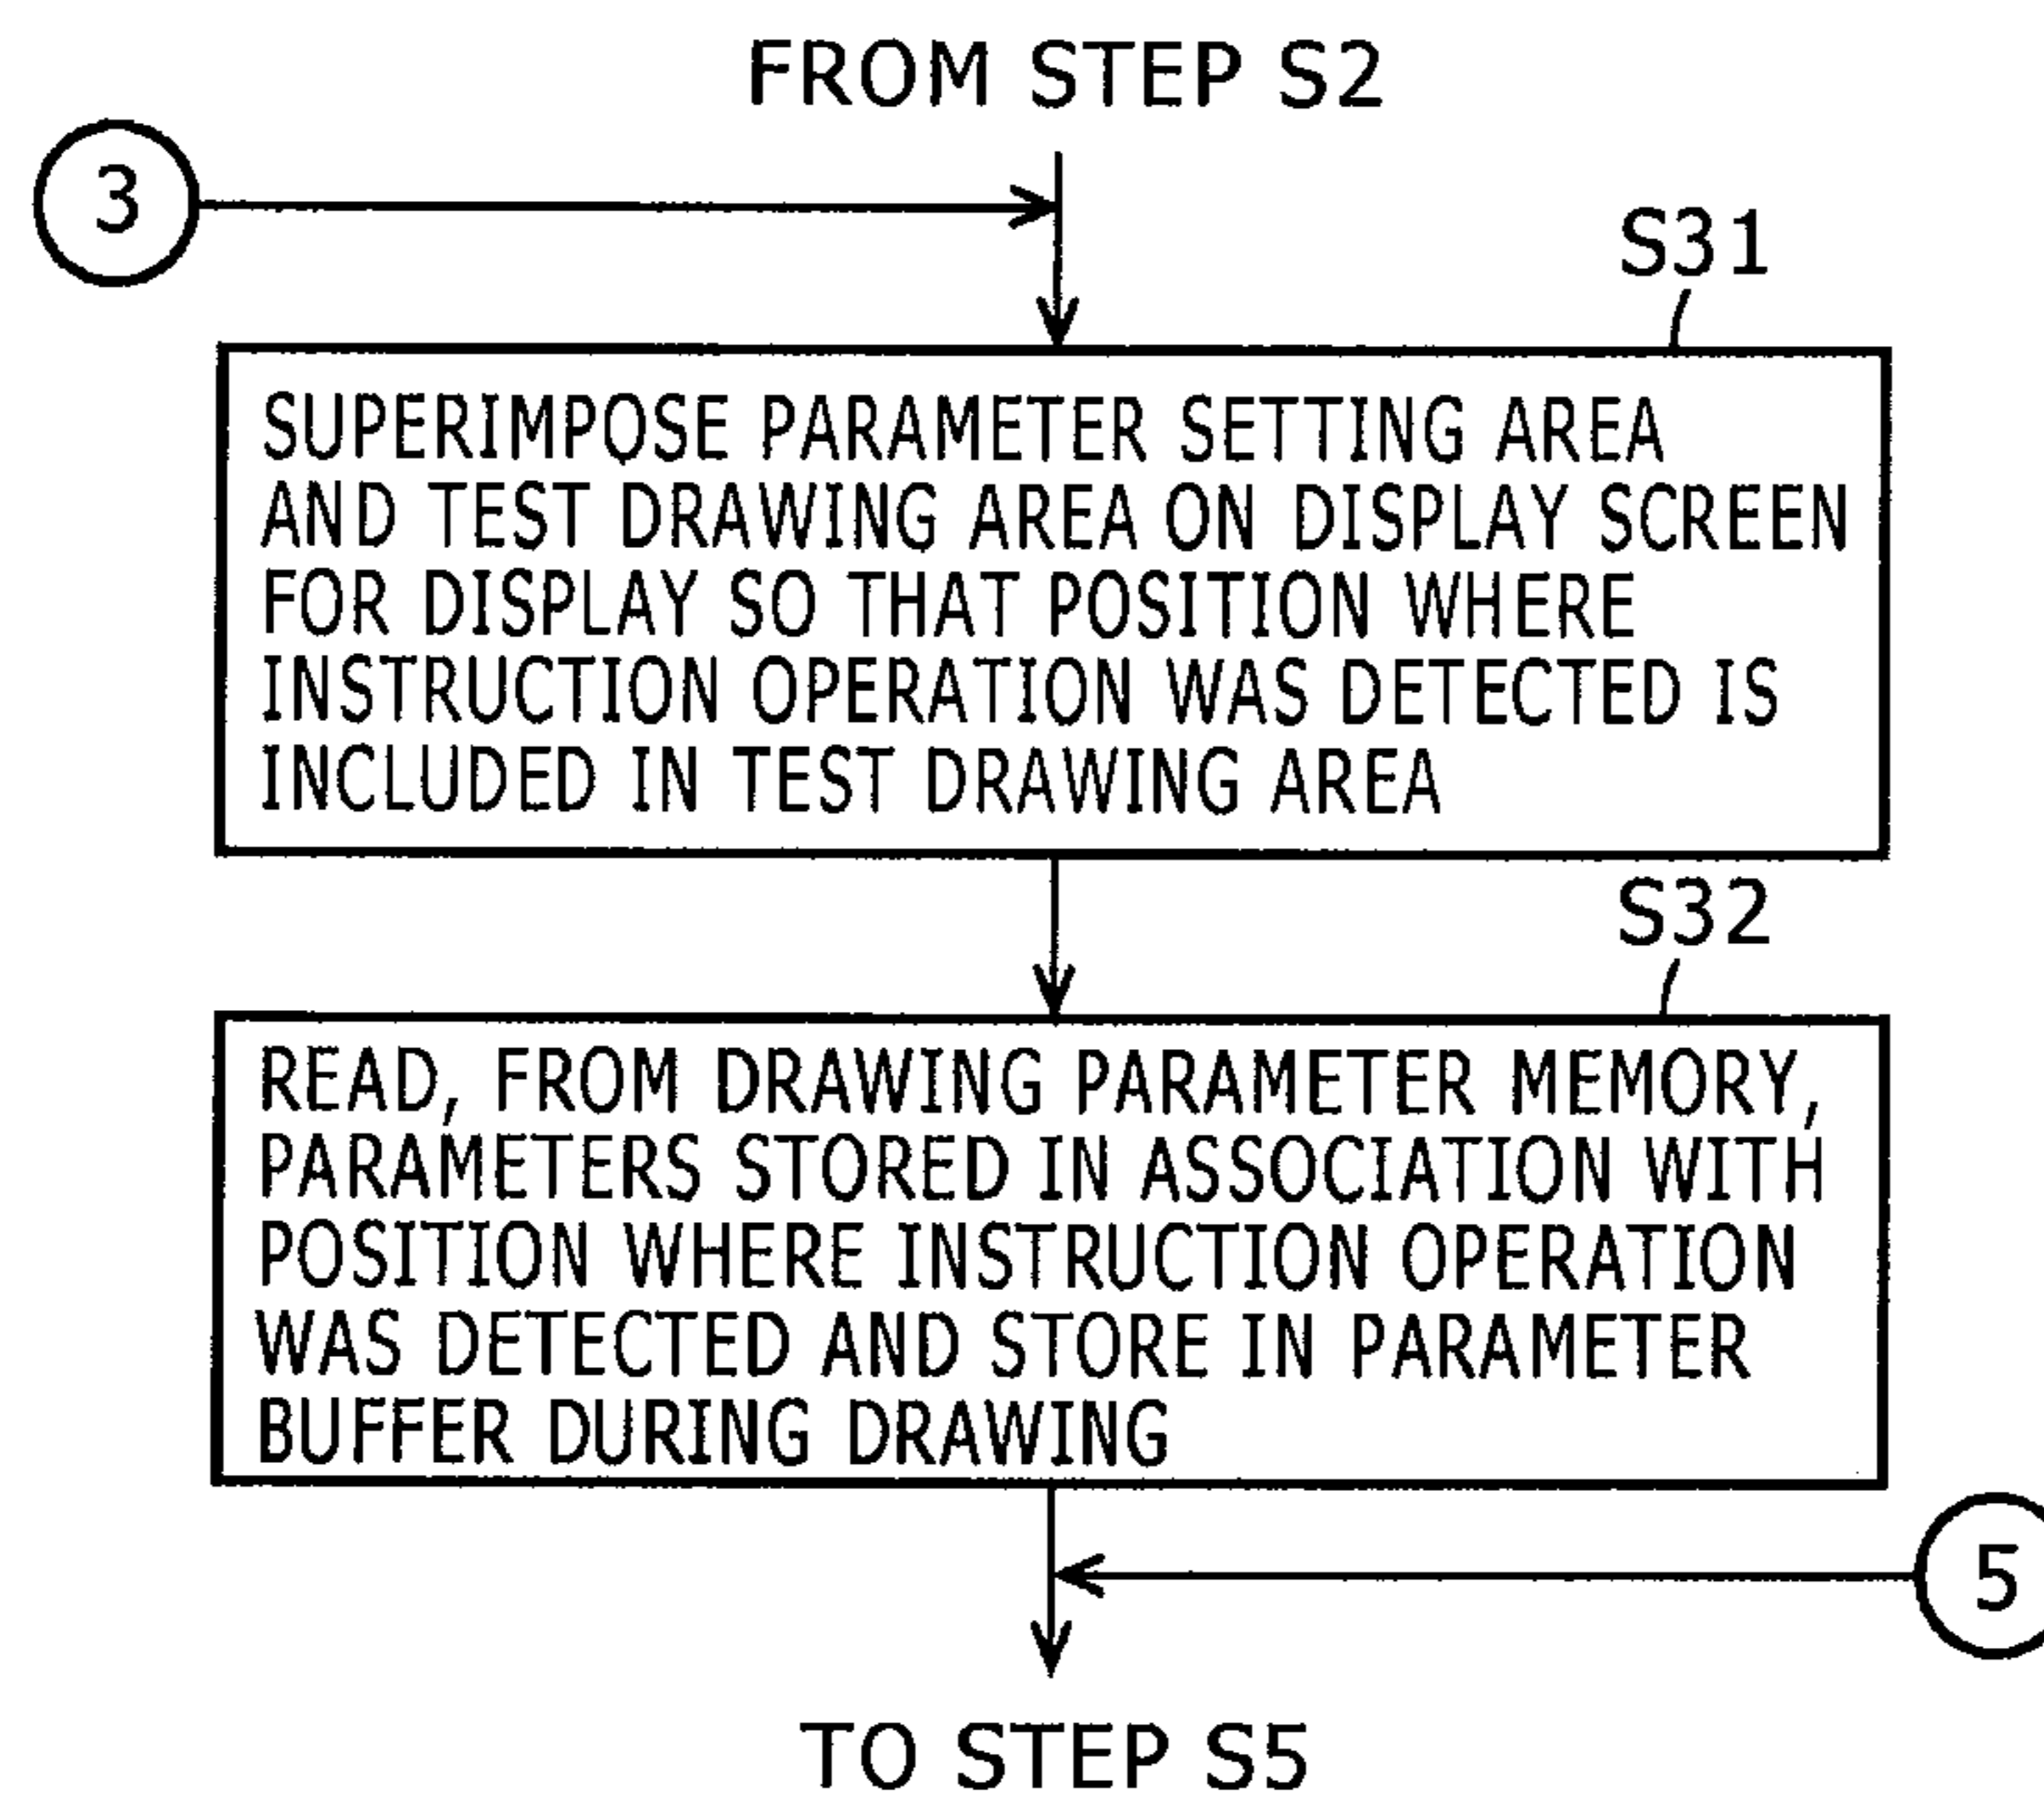 FROM STEP S2
3
S31
SUPERIMPOSE PARAMETER SETTING AREA
AND TEST DRAWING AREA ON DISPLAY SCREEN
FOR DISPLAY SO THAT POSITION WHERE
INSTRUCTION OPERATION WAS DETECTED IS
INCLUDED IN TEST DRAWING AREA
S32
READ, FROM DRAWING PARAMETER MEMORY,
PARAMETERS STORED IN ASSOCIATION WITH
POSITION WHERE INSTRUCTION OPERATION
WAS DETECTED AND STORE IN PARAMETER
BUFFER DURING DRAWING
5
TO STEP S5